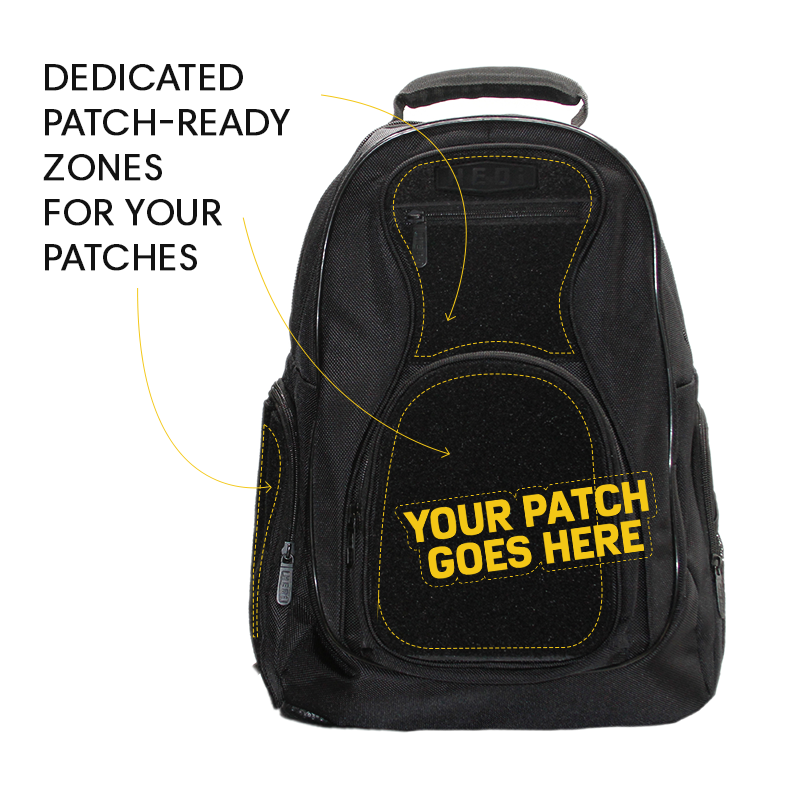 DEDICATED
PATCH-READY
ZONES
FOR YOUR
PATCHES
YOUR PATCH
GOES HERE